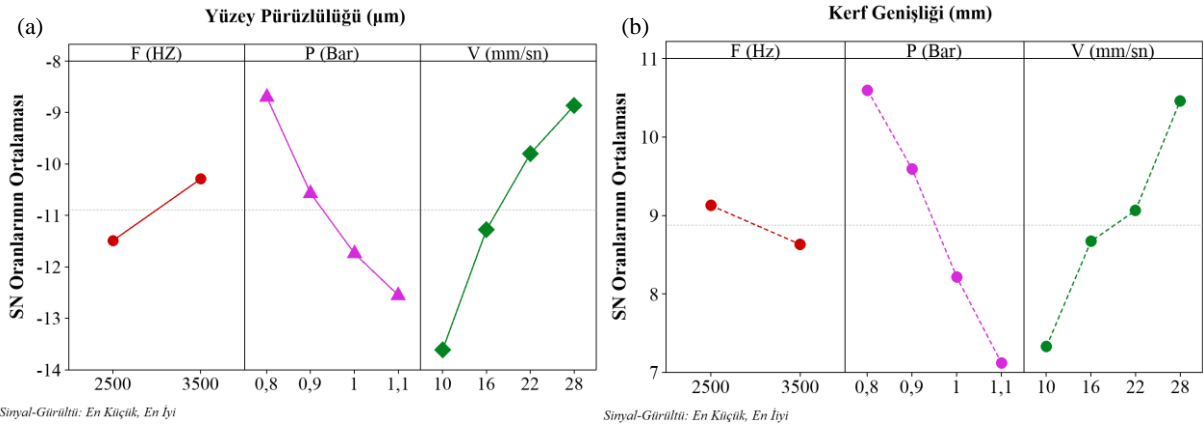 (a)
Yüzey Pürüzlülüğü (µm)
F (HZ) P (Bar) V (mm/sn)
SN Oranlarının Ortalaması
-8
-9
-10
-11
-12
-13
-14
2500 3500 0,8 0,9 1 1,1 10 16 22 28
Sinyal-Gürültü: En Küçük, En İyi
(b)
Kerf Genişliği (mm)
F (Hz) P (Bar) V (mm/sn)
SN Oranlarının Ortalaması
11
10
9
8
7
2500 3500 0,8 0,9 1 1,1 10 16 22 28
Sinyal-Gürültü: En Küçük, En İiyi